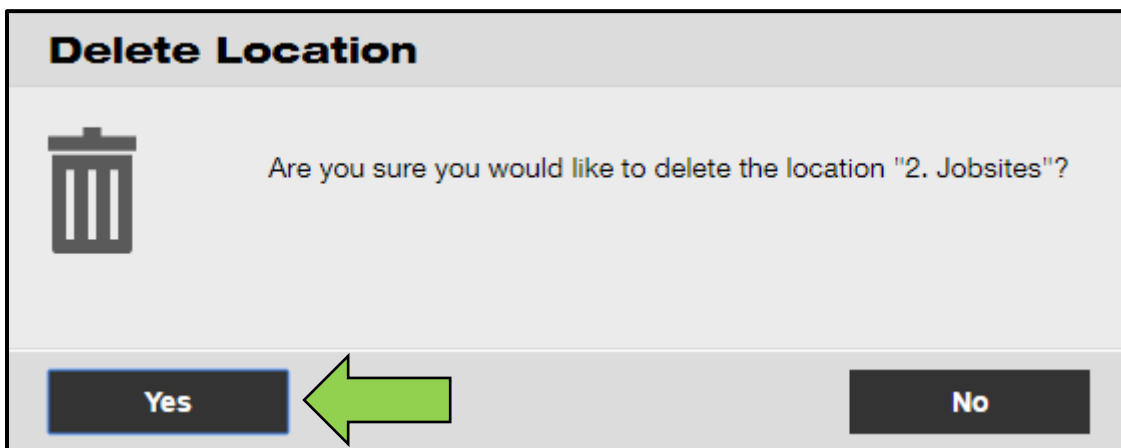 Delete Location
Are you sure you would like to delete the location "2. Jobsites"?
Yes
No